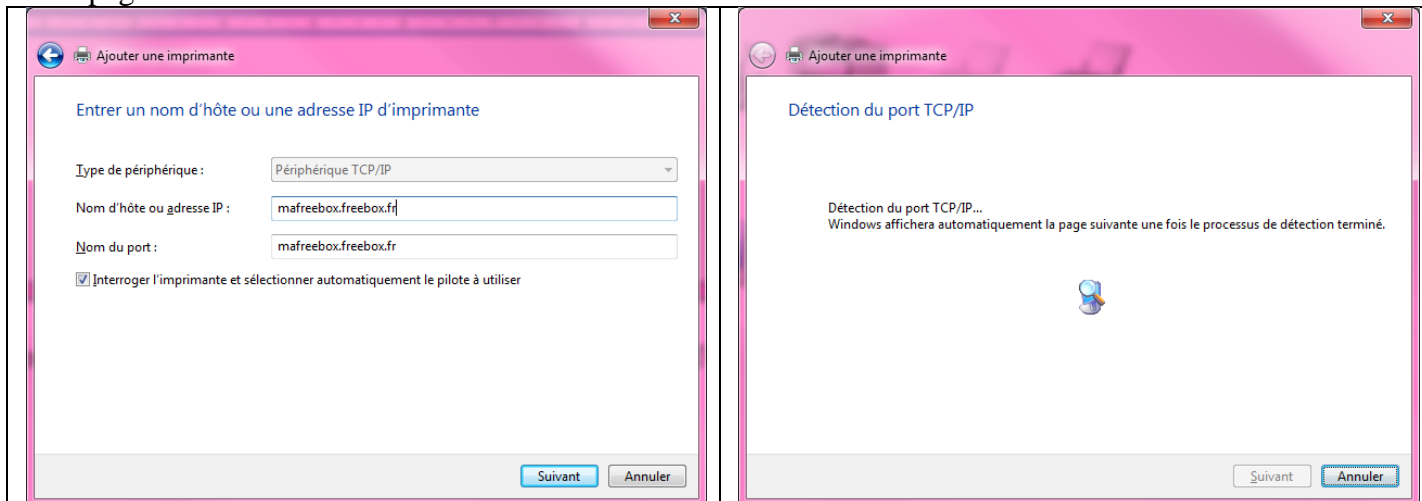 Ajouter une imprimante
Entrer un nom d'hôte ou une adresse IP d'imprimante
Type de périphérique :
Périphérique TCP/IP
Nom d'hôte ou adresse IP :
mafreebox.freebox.fr
Nom du port :
mafreebox.freebox.fr
Interroger l'imprimante et sélectionner automatiquement le pilote à utiliser
Suivant
Annuler
Ajouter une imprimante
Détection du port TCP/IP
Détection du port TCP/IP...
Windows affichera automatiquement la page suivante une fois le processus de détection terminé.
Suivant
Annuler